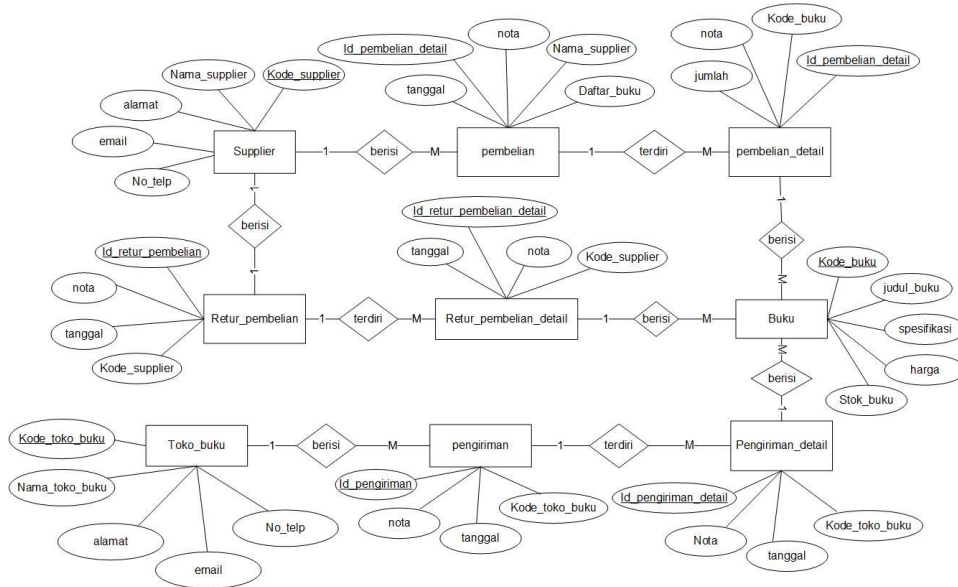 Kode_buku
nota
nota
Id_pembelian_detail
Nama_supplier
Id_pembelian_detail
Nama_supplier
Kode_supplier
jumlah
tanggal
Daftar_buku
alamat
email
Supplier
1
berisi
M
pembelian
1
terdiri
M
pembelian_detail
No_telp
1
1
Id_retur_pembelian_detail
berisi
berisi
Id_retur_pembelian
tanggal
nota
Kode_supplier
Kode_buku
1
M
judul_buku
nota
Retur_pembelian
1
terdiri
M
Retur_pembelian_detail
1
berisi
M
Buku
spesifikasi
tanggal
harga
Kode_supplier
M
berisi
Stok_buku
1
Kode_toko_buku
Toko_buku
1
berisi
M
pengiriman
1
terdiri
M
Pengiriman_detail
Id_pengiriman
Nama_toko_buku
Id_pengiriman_detail
Kode_toko_buku
nota
No_telp
Kode_toko_buku
alamat
tanggal
Nota
tanggal
email